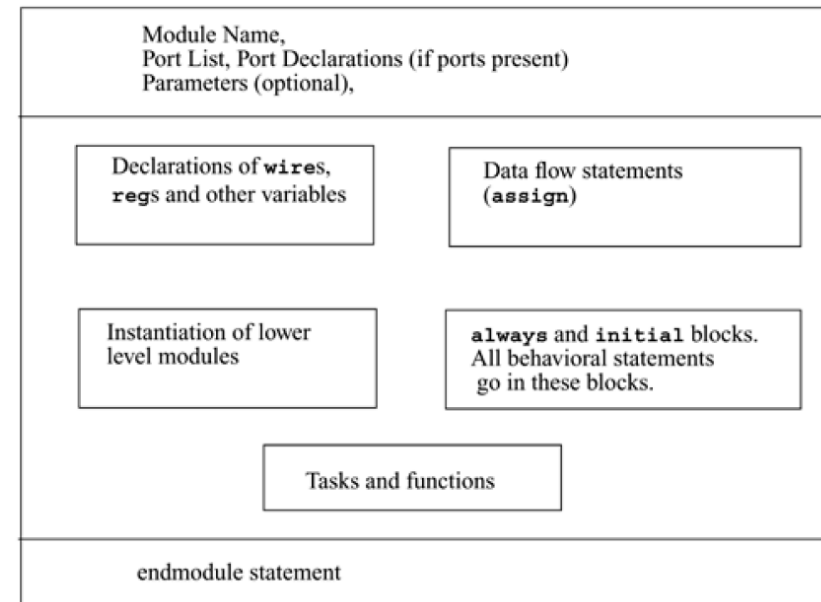 Module Name,
Port List, Port Declarations (if ports present)
Parameters (optional),
Declarations of wires,
regs and other variables
Data flow statements
(assign)
Instantiation of lower
level modules
always and initial blocks.
All behavioral statements
go in these blocks.
Tasks and functions
endmodule statement